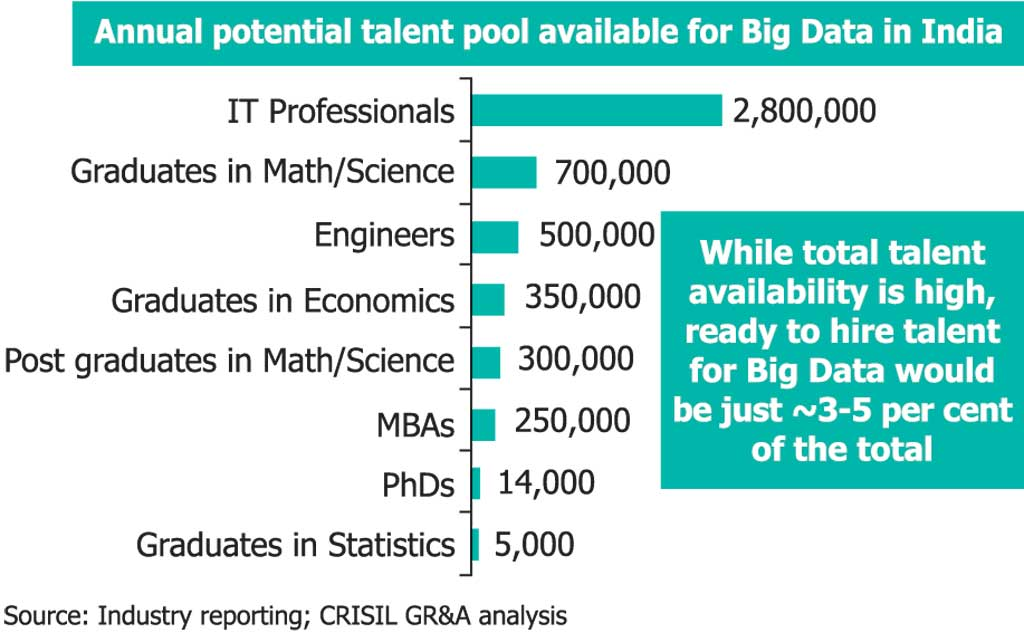 Annual potential talent pool available for Big Data in India
IT Professionals 2,800,000
Graduates in Math/Science 700,000
Engineers 500,000
Graduates in Economics 350,000
Post graduates in Math/Science 300,000
MBAs 250,000
PhDs 14,000
Graduates in Statistics 5,000
While total talent
availability is high,
ready to hire talent
for Big Data would
be just ~3-5 per cent
of the total
Source: Industry reporting; CRISIL GR&A analysis